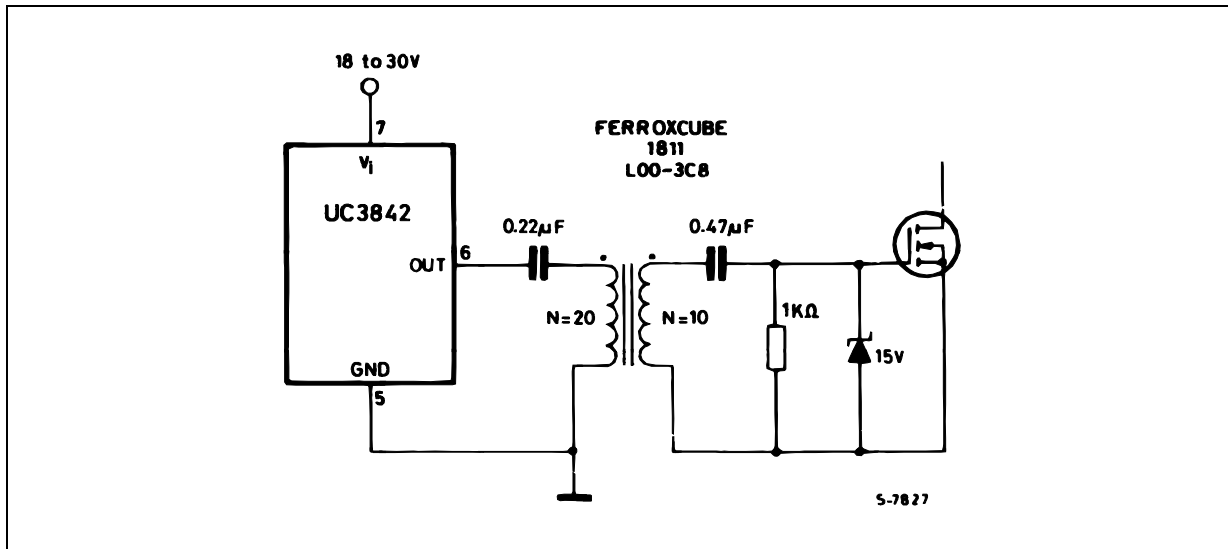 18 to 30V
7
Vi
UC3842
OUT
6
GND
5
0.22µF
N=20
FERROXCUBE
1811
L00-3C8
0.47µF
N=10
1KΩ
15V
S-7827